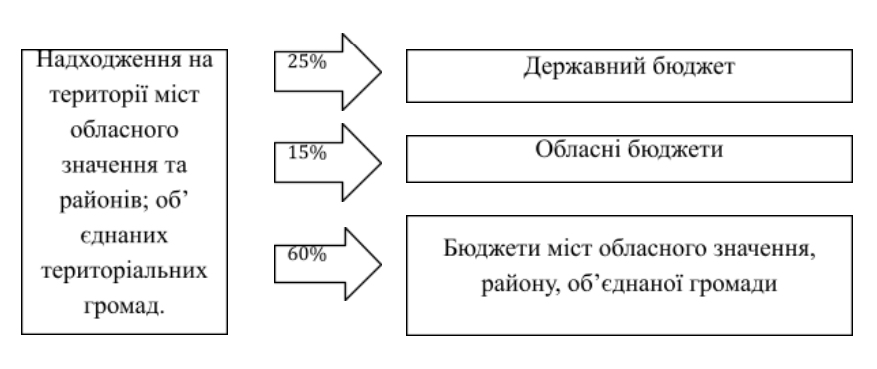 Надходження на
території міст
обласного
значення та
районів; об’
єднаних
територіальних
громад.
25%
Державний бюджет
15%
Обласні бюджети
60%
Бюджети міст обласного значення,
району, об’єднаної громади